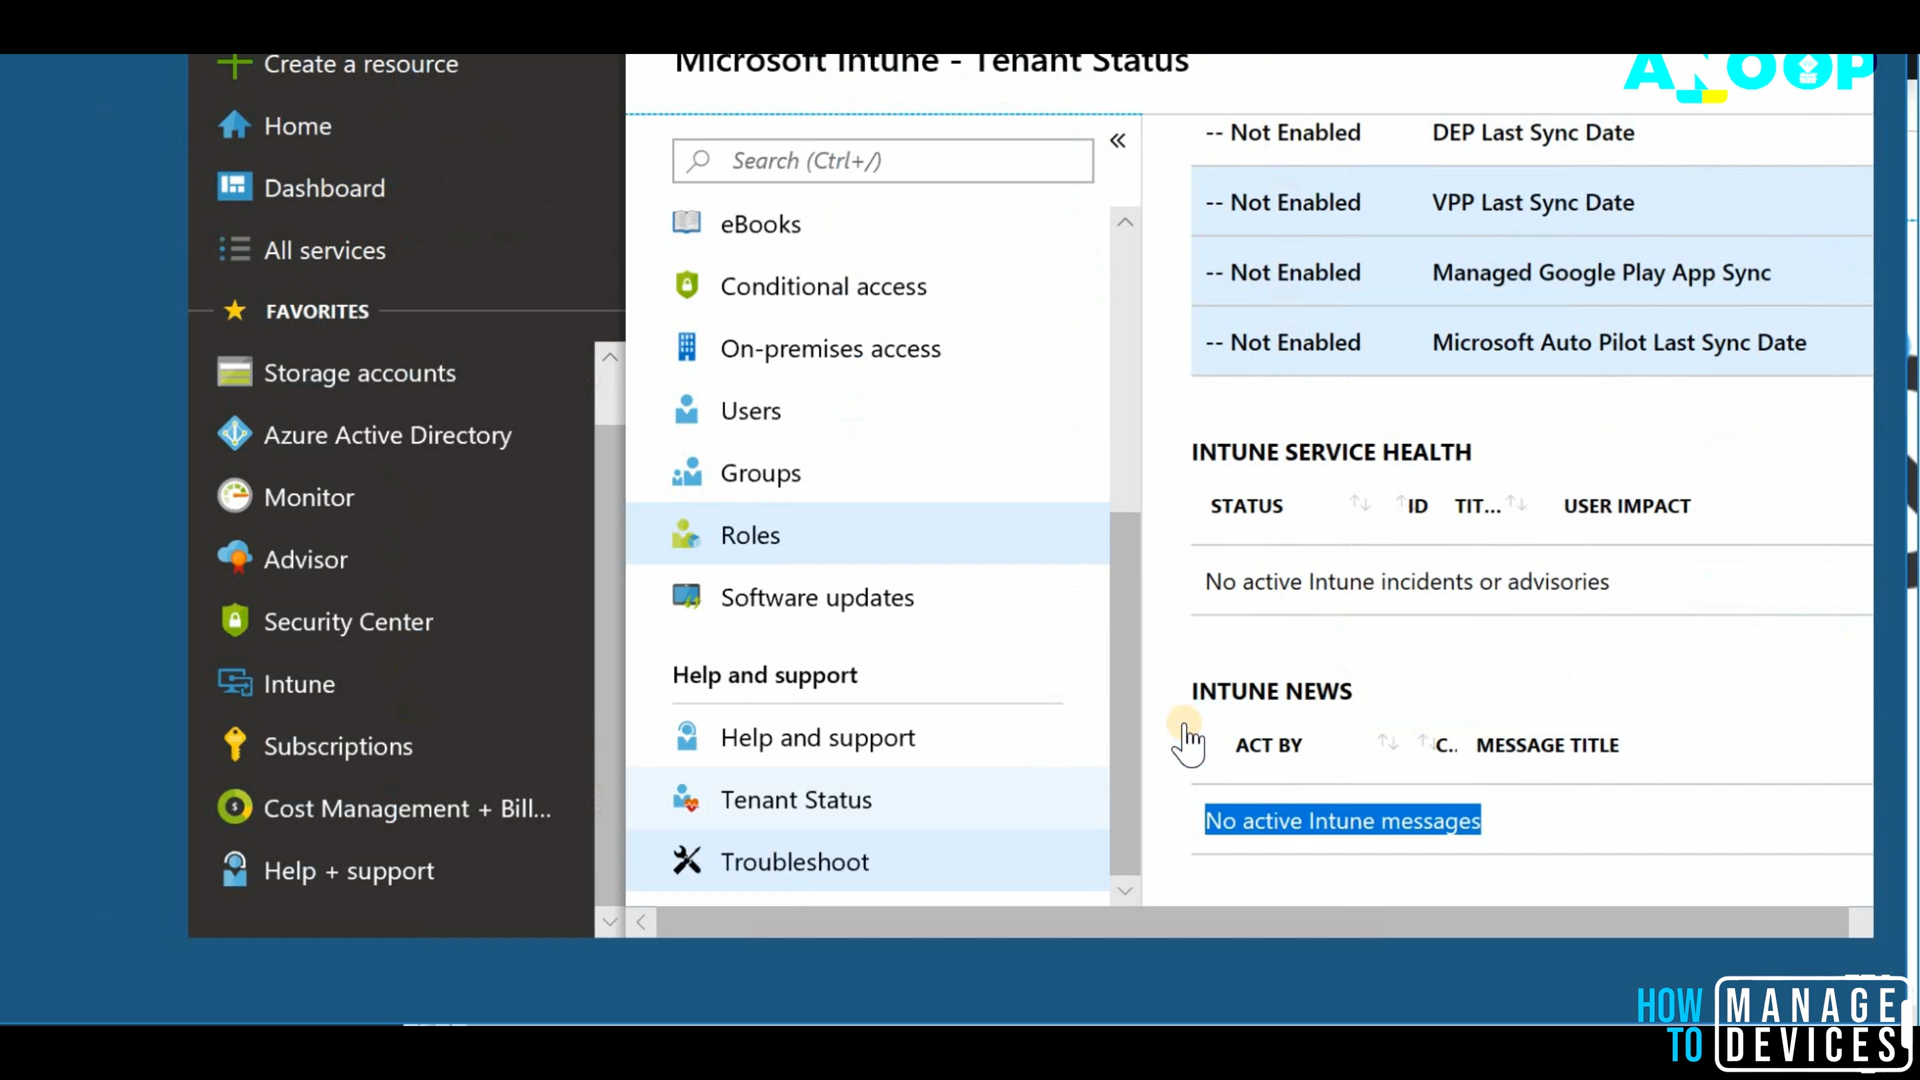 Create a resource
Home
Dashboard
All services
FAVORITES
Storage accounts
Azure Active Directory
Monitor
Advisor
Security Center
Intune
Subscriptions
Cost Management + Bill...
Help + support
Microsoft Intune - Tenant Status
Search (Ctrl+/)
«
eBooks
Conditional access
On-premises access
Users
Groups
Roles
Software updates
Help and support
Help and support
Tenant Status
Troubleshoot
-- Not Enabled DEP Last Sync Date
-- Not Enabled VPP Last Sync Date
-- Not Enabled Managed Google Play App Sync
-- Not Enabled Microsoft Auto Pilot Last Sync Date
INTUNE SERVICE HEALTH
STATUS ID TIT... USER IMPACT
No active Intune incidents or advisories
INTUNE NEWS
ACT BY C.. MESSAGE TITLE
No active Intune messages
ANOOP
HOW TO
MANAGE DEVICES